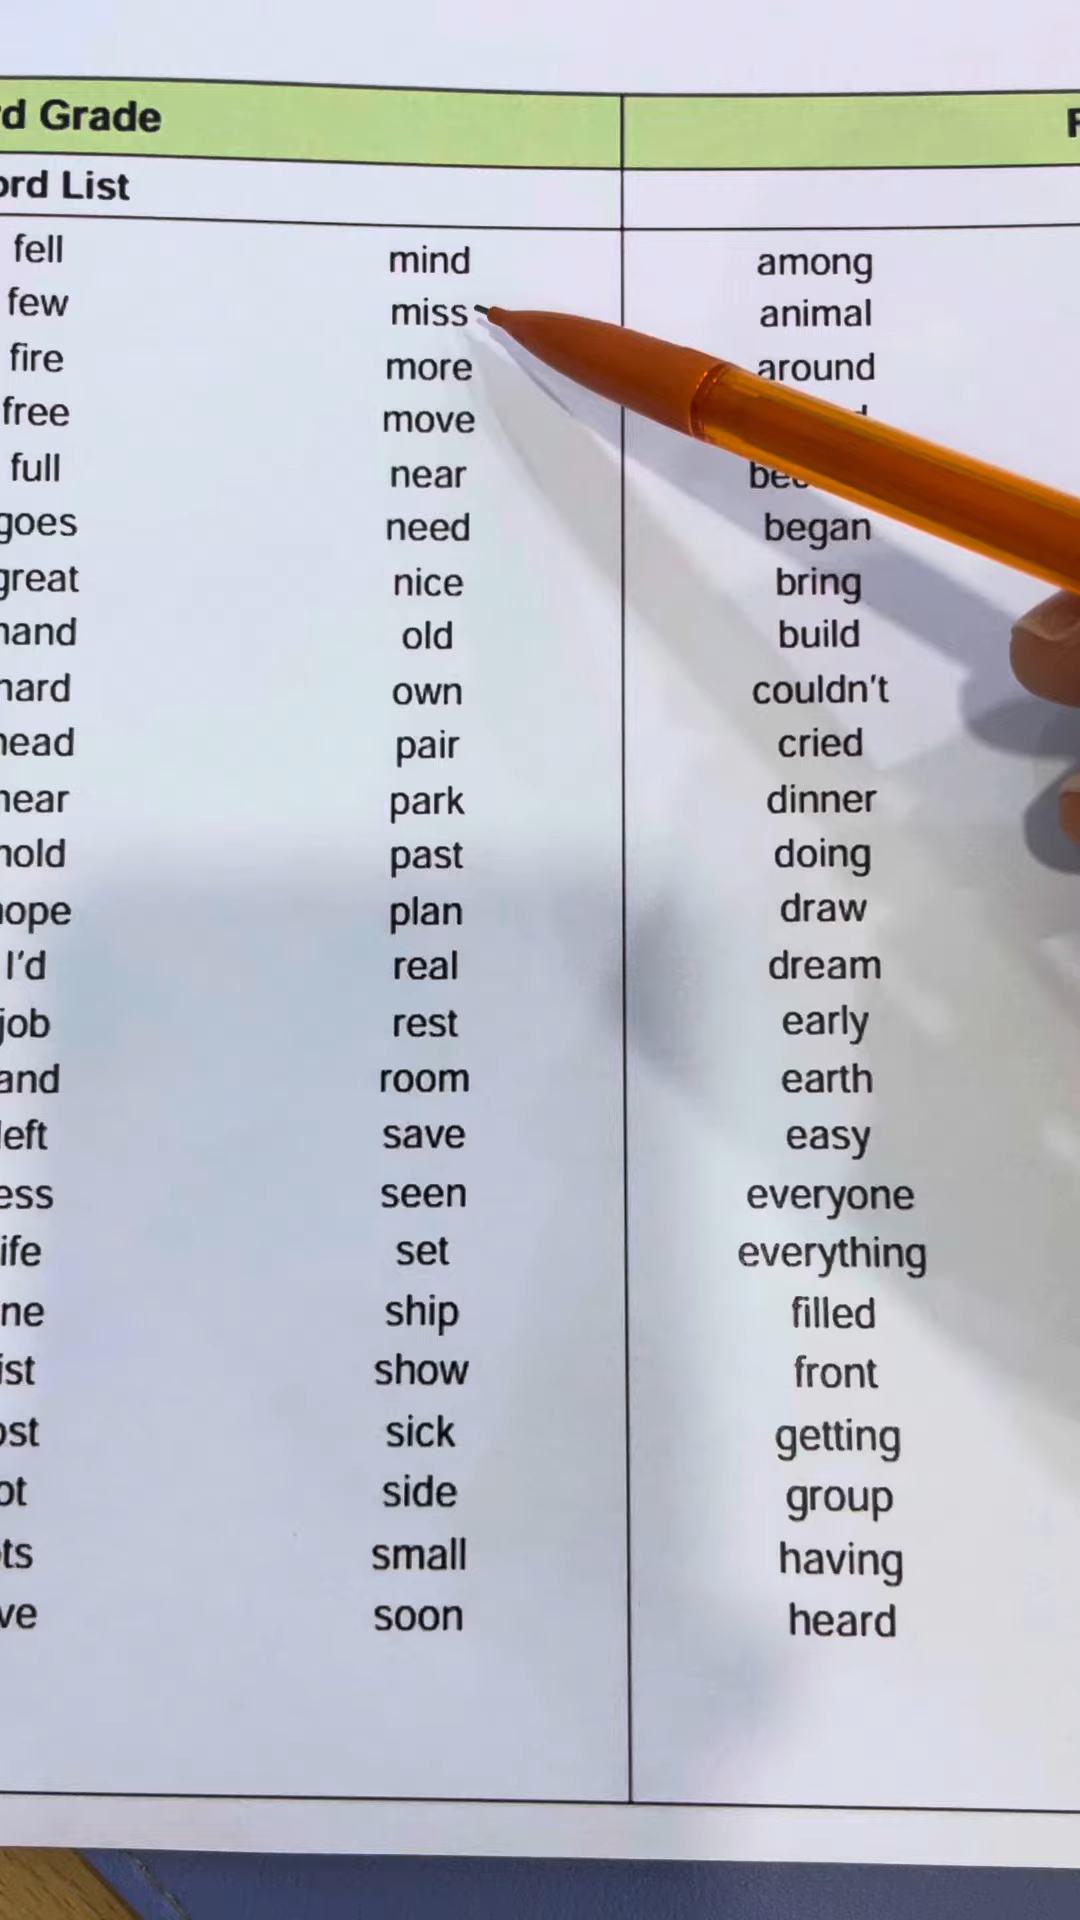 d Grade F
ord List
fell mind among
few miss animal
fire more around
free move
full near
goes need began
great nice bring
hand old build
hard own couldn't
head pair cried
hear park dinner
hold past doing
hope plan draw
I'd real dream
job rest early
and room earth
left save easy
ess seen everyone
ife set everything
ne ship filled
ist show front
ost sick getting
ot side group
ts small having
ve soon heard